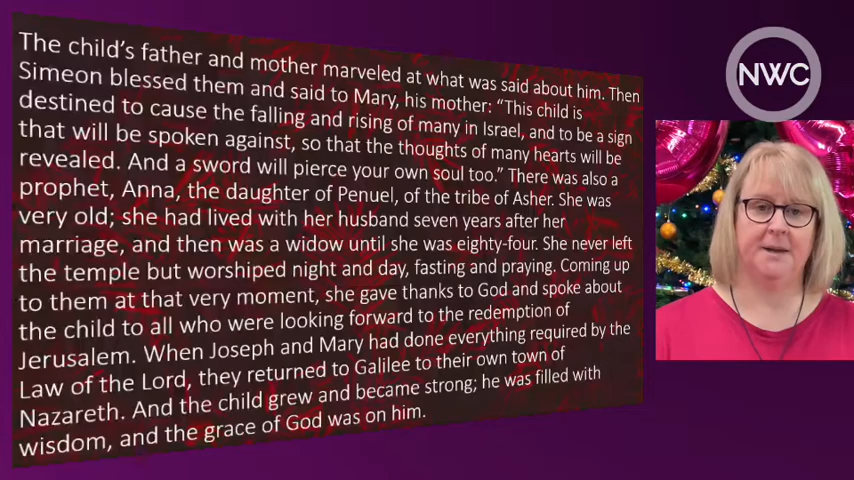 The child's father and mother marveled at what was said about him. Then
Simeon blessed them and said to Mary, his mother: “This child is
destined to cause the falling and rising of many in Israel, and to be a sign
that will be spoken against, so that the thoughts of many hearts will be
revealed. And a sword will pierce your own soul too.” There was also a
prophet, Anna, the daughter of Penuel, of the tribe of Asher. She was
very old; she had lived with her husband seven years after her
marriage, and then was a widow until she was eighty-four. She never left
the temple but worshiped night and day, fasting and praying. Coming up
to them at that very moment, she gave thanks to God and spoke about
the child to all who were looking forward to the redemption of
Jerusalem. When Joseph and Mary had done everything required by the
Law of the Lord, they returned to Galilee to their own town of
Nazareth. And the child grew and became strong; he was filled with
wisdom, and the grace of God was on him.
NWC